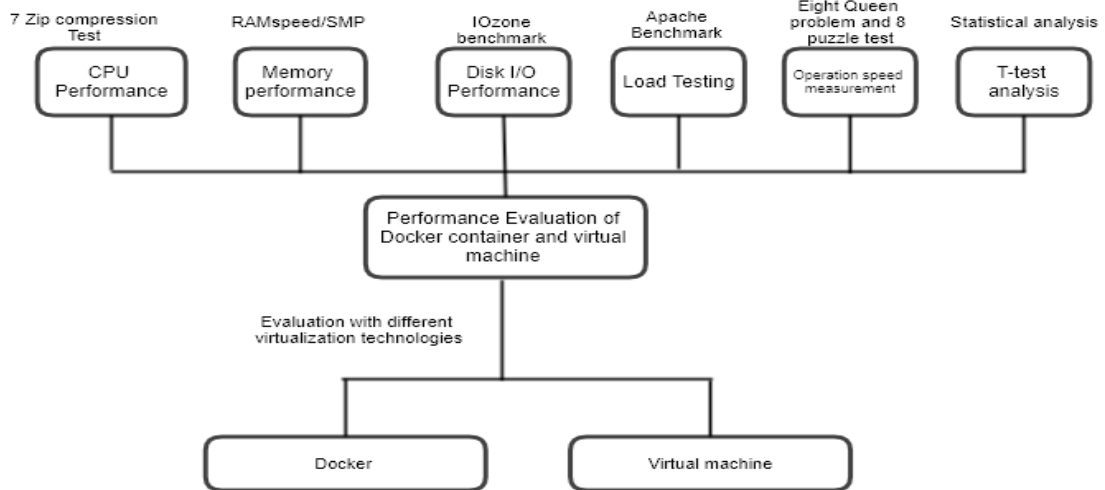 7 Zip compression
Test
RAMspeed/SMP
IOzone
benchmark
Apache
Benchmark
Eight Queen
problem and 8
puzzle test
Statistical analysis
CPU
Performance
Memory
performance
Disk I/O
Performance
Load Testing
Operation speed
measurement
T-test
analysis
Performance Evaluation of
Docker container and virtual
machine
Evaluation with different
virtualization technologies
Docker
Virtual machine